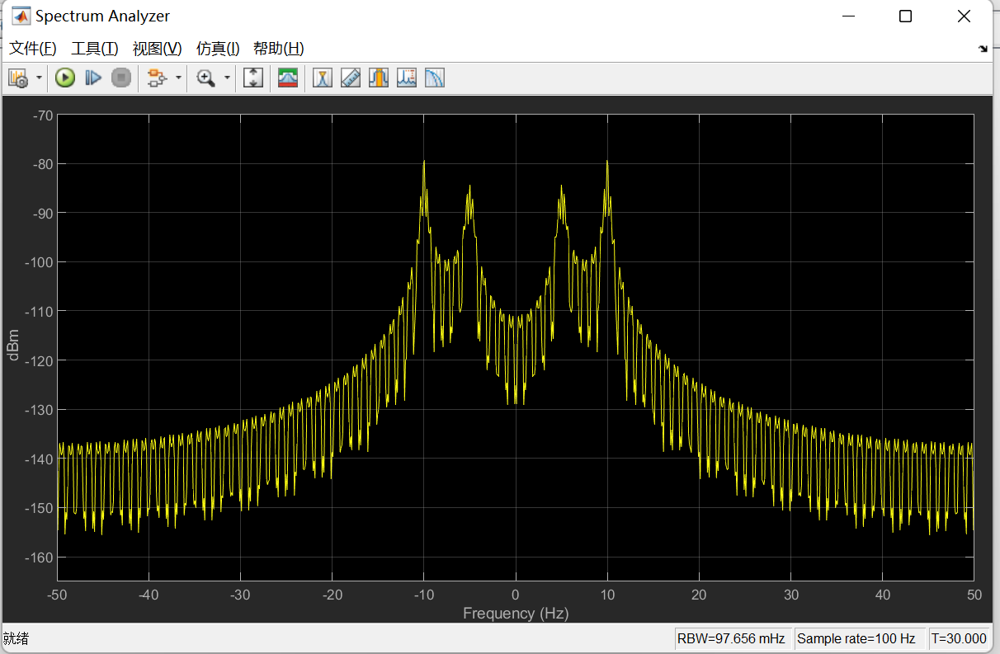 Spectrum Analyzer
文件(F) 工具(T) 视图(V) 仿真(I) 帮助(H)
-70
-80
-90
-100
-110
-120
-130
-140
-150
-160
dBm
-50 -40 -30 -20 -10 0 10 20 30 40 50
Frequency (Hz)
就绪 RBW=97.656 mHz Sample rate=100 Hz T=30.000